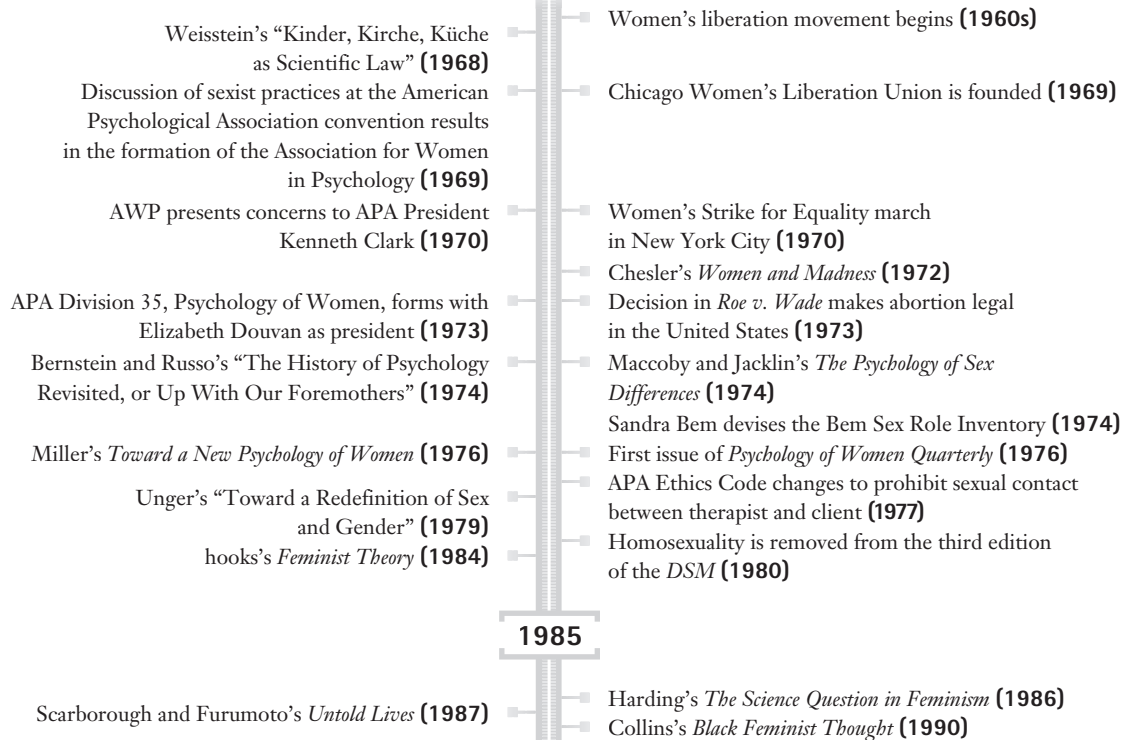 Women’s liberation movement begins (1960s)
Weisstein’s “Kinder, Kirche, Küche
as Scientific Law” (1968)
Discussion of sexist practices at the American
Psychological Association convention results
in the formation of the Association for Women
in Psychology (1969)
Chicago Women’s Liberation Union is founded (1969)
AWP presents concerns to APA President
Kenneth Clark (1970)
Women’s Strike for Equality march
in New York City (1970)
Chesler’s Women and Madness (1972)
APA Division 35, Psychology of Women, forms with
Elizabeth Douvan as president (1973)
Decision in Roe v. Wade makes abortion legal
in the United States (1973)
Bernstein and Russo’s “The History of Psychology
Revisited, or Up With Our Foremothers” (1974)
Maccoby and Jacklin’s The Psychology of Sex
Differences (1974)
Sandra Bem devises the Bem Sex Role Inventory (1974)
Miller’s Toward a New Psychology of Women (1976)
First issue of Psychology of Women Quarterly (1976)
APA Ethics Code changes to prohibit sexual contact
between therapist and client (1977)
Unger’s “Toward a Redefinition of Sex
and Gender” (1979)
Homosexuality is removed from the third edition
of the DSM (1980)
hooks’s Feminist Theory (1984)
1985
Harding’s The Science Question in Feminism (1986)
Scarborough and Furumoto’s Untold Lives (1987)
Collins’s Black Feminist Thought (1990)